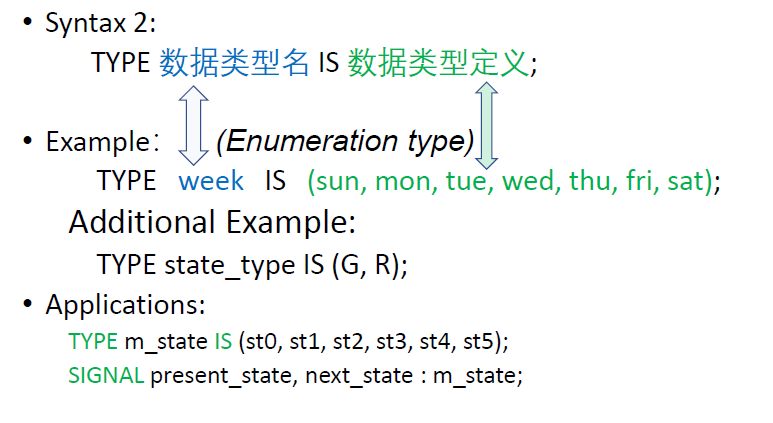 • Syntax 2:
TYPE 数据类型名 IS 数据类型定义;
• Example: (Enumeration type)
TYPE week IS (sun, mon, tue, wed, thu, fri, sat);
Additional Example:
TYPE state_type IS (G, R);
• Applications:
TYPE m_state IS (st0, st1, st2, st3, st4, st5);
SIGNAL present_state, next_state : m_state;